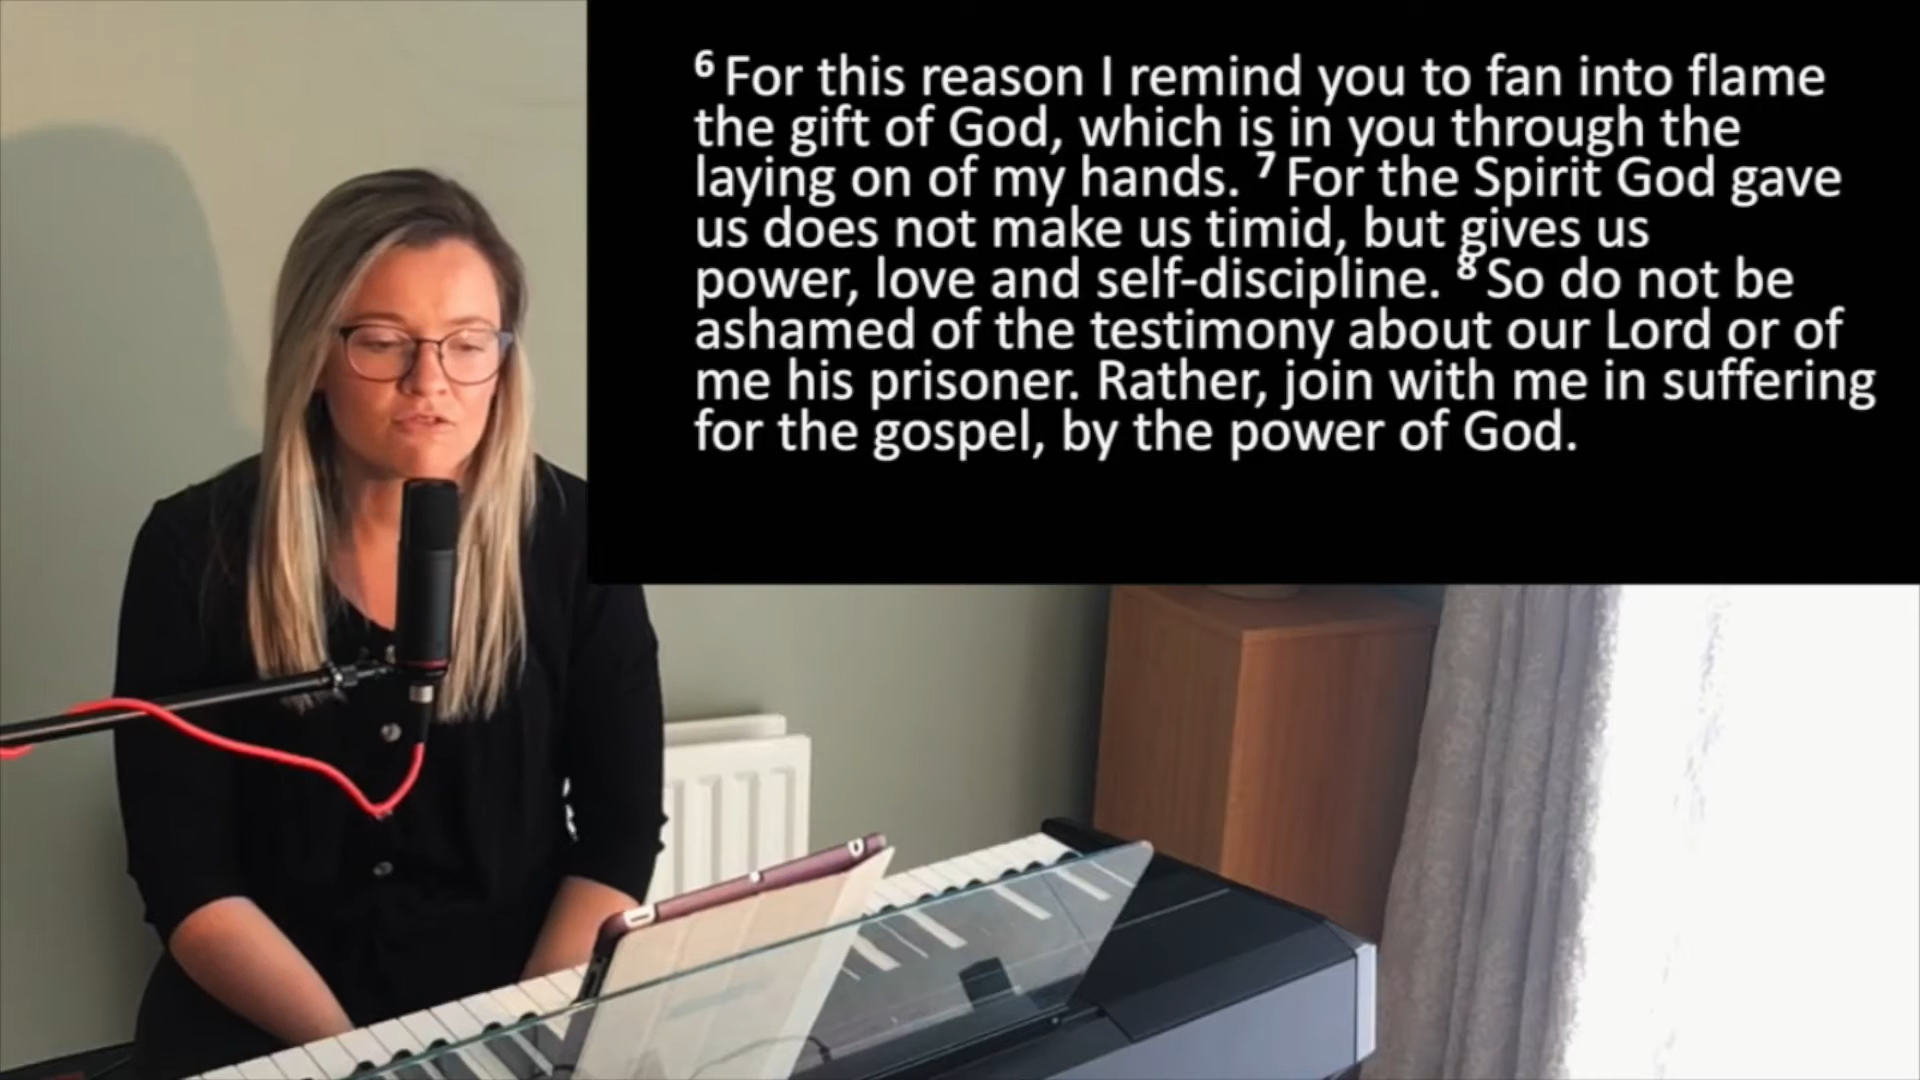 ⁶ For this reason I remind you to fan into flame
the gift of God, which is in you through the
laying on of my hands. ⁷ For the Spirit God gave
us does not make us timid, but gives us
power, love and self-discipline. ⁸ So do not be
ashamed of the testimony about our Lord or of
me his prisoner. Rather, join with me in suffering
for the gospel, by the power of God.